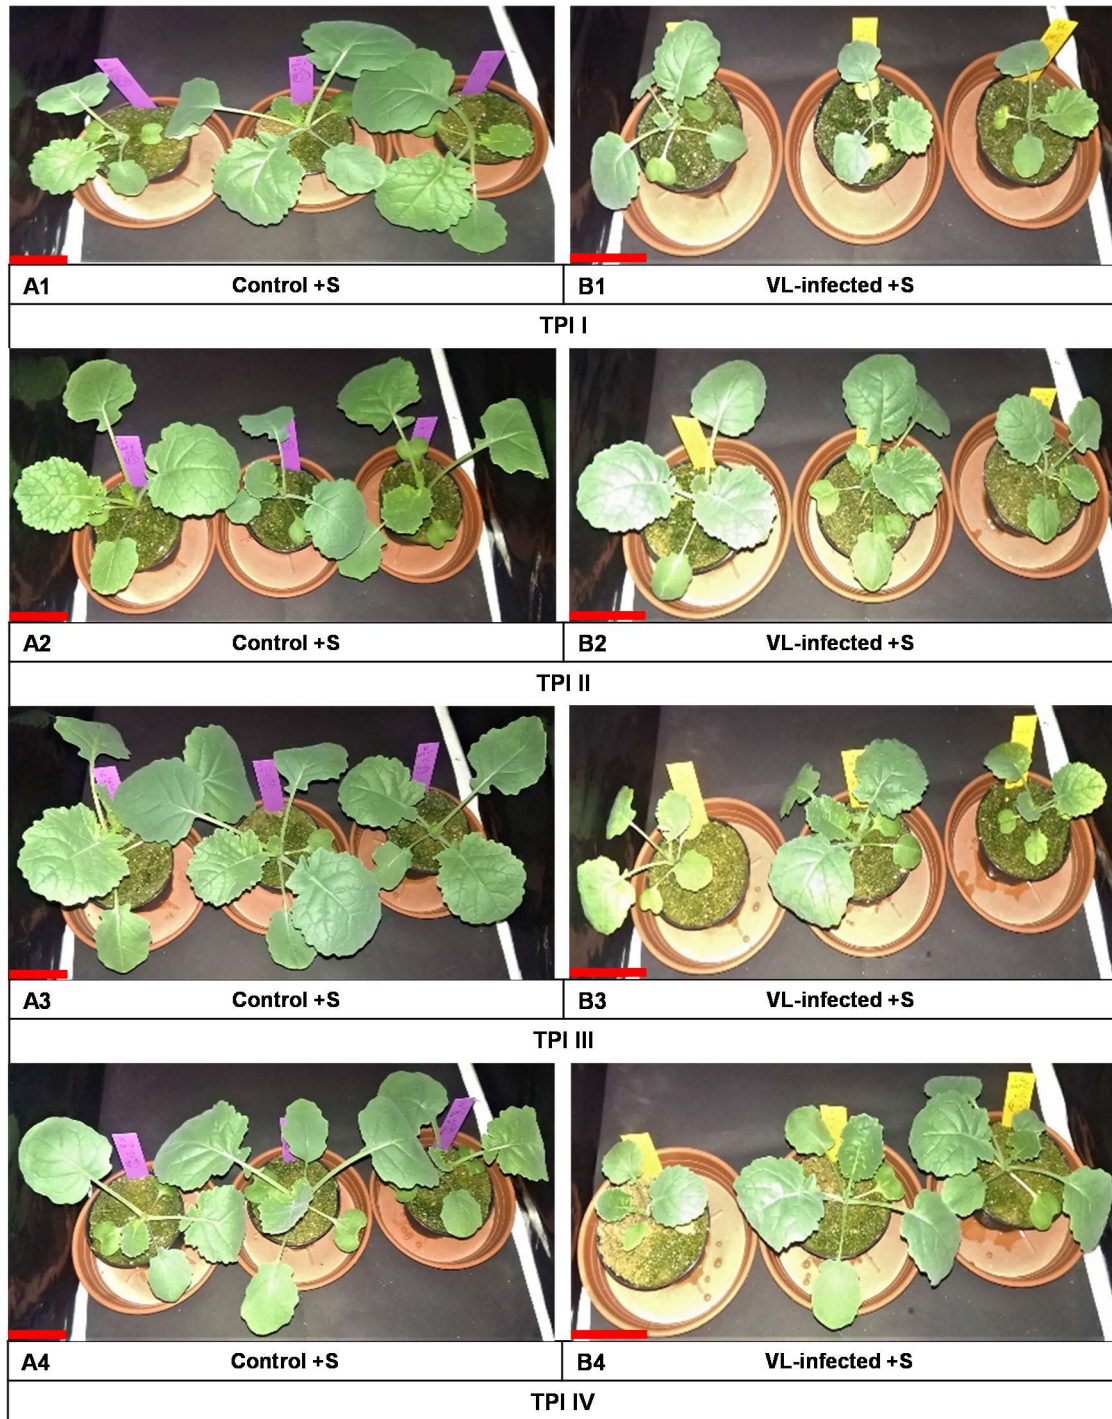 A1 Control +S B1 VL-infected +S
TPI I
A2 Control +S B2 VL-infected +S
TPI II
A3 Control +S B3 VL-infected +S
TPI III
A4 Control +S B4 VL-infected +S
TPI IV